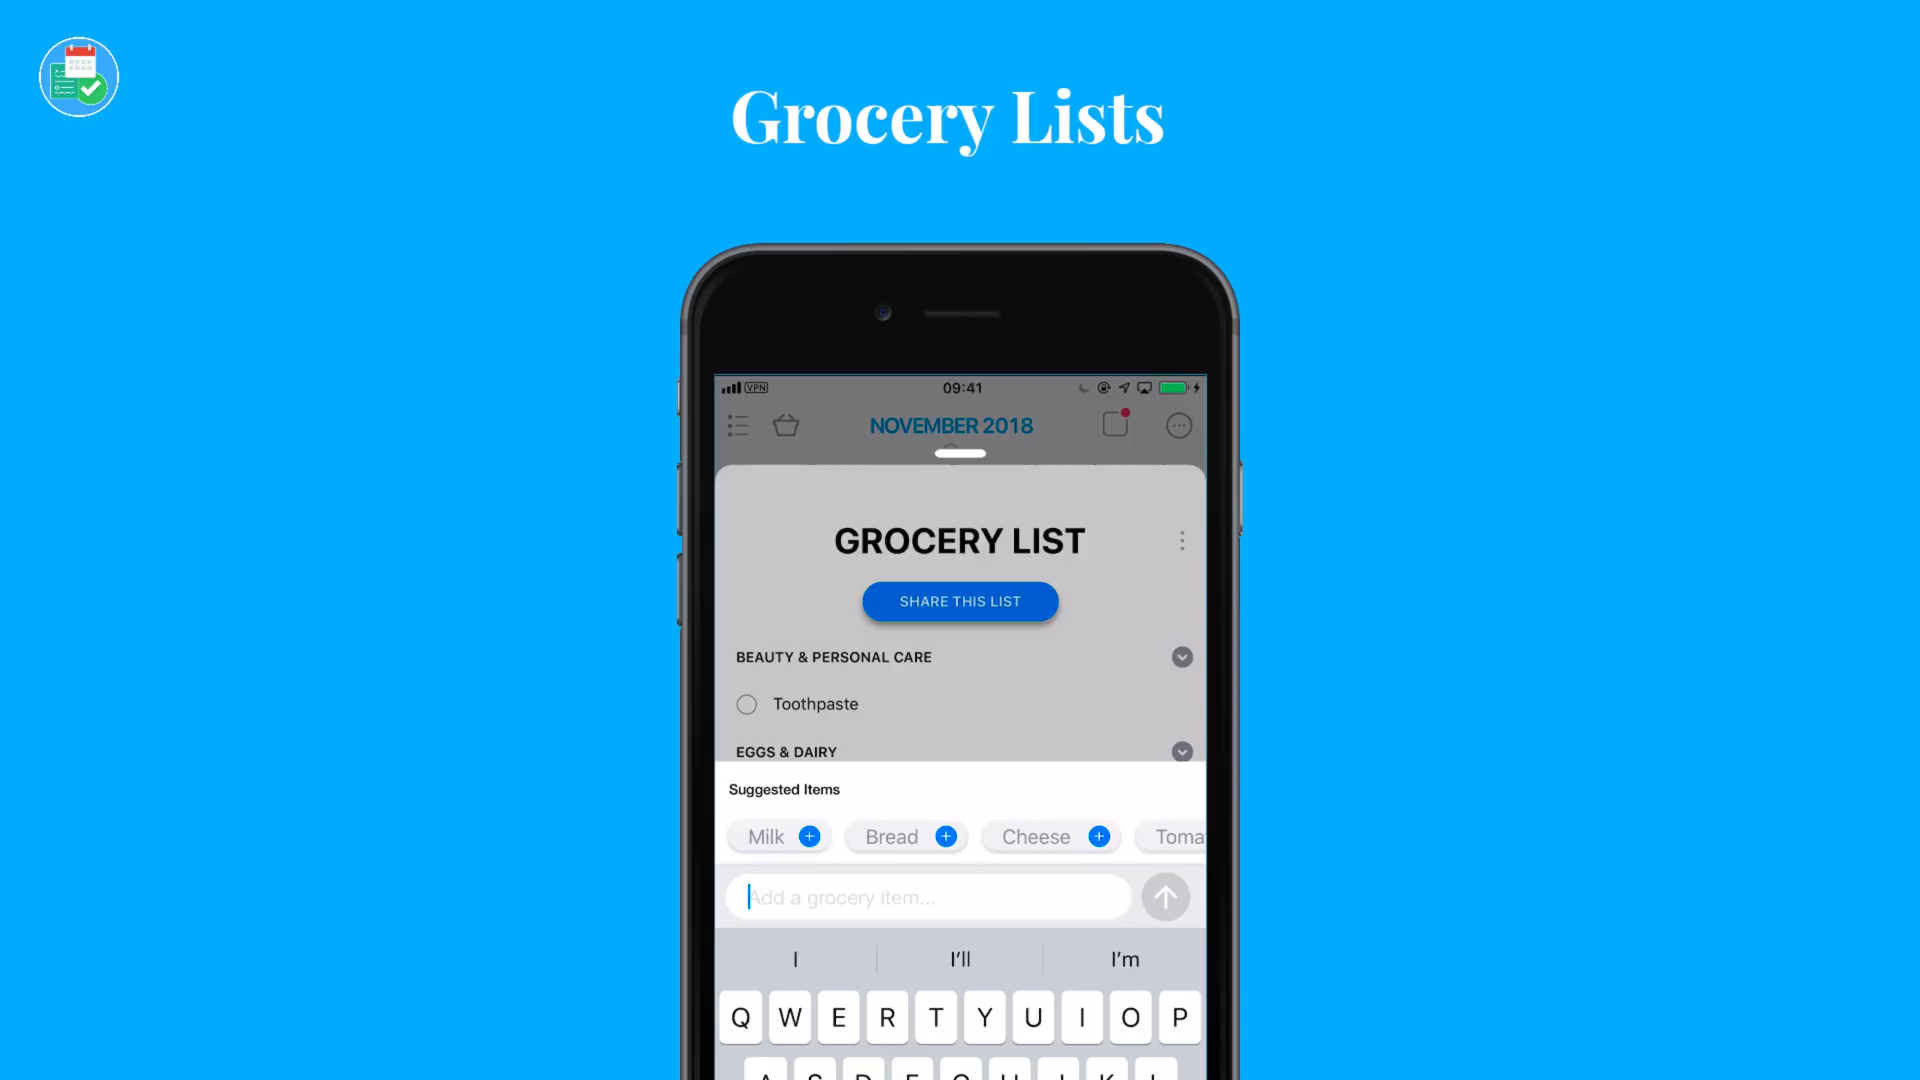 Grocery Lists
VPN
09:41
NOVEMBER 2018
GROCERY LIST
SHARE THIS LIST
BEAUTY & PERSONAL CARE
Toothpaste
EGGS & DAIRY
Suggested Items
Milk Bread Cheese Toma
Add a grocery item...
I I'll I'm
Q W E R T Y U I O P
A S D F G H J K L